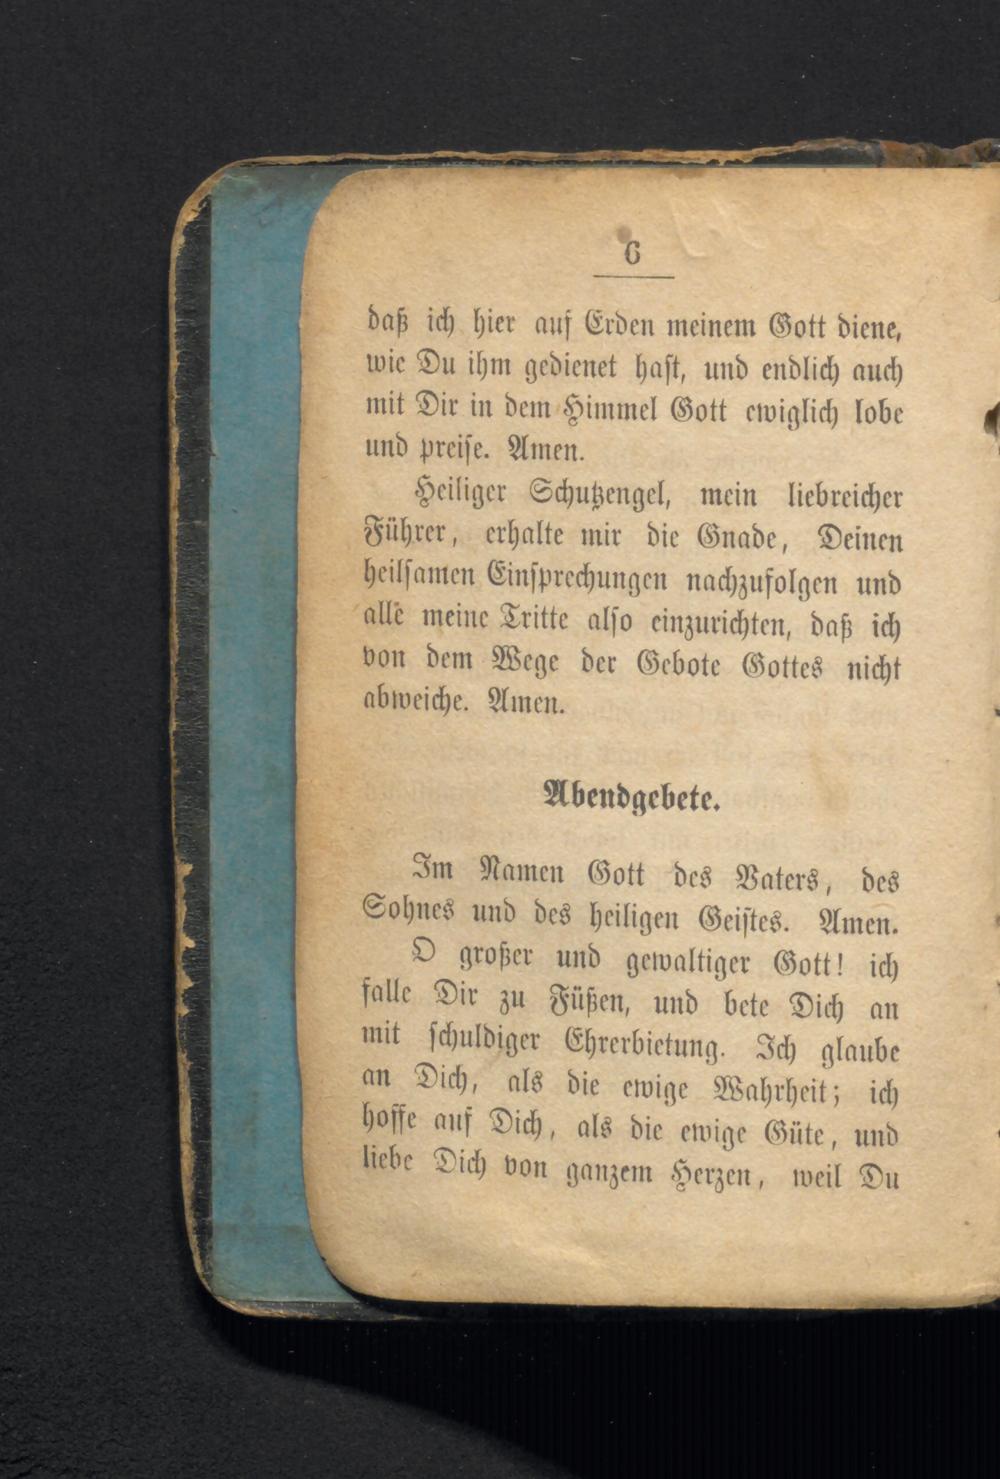 6
daß ich hier auf Erden meinem Gott diene,
wie Du ihm gedienet hast, und endlich auch
mit Dir in dem Himmel Gott ewiglich lobe
und preise. Amen.
Heiliger Schutzengel, mein liebreicher
Führer, erhalte mir die Gnade, Deinen
heilsamen Einsprechungen nachzufolgen und
alle meine Tritte also einzurichten, daß ich
von dem Wege der Gebote Gottes nicht
abweiche. Amen.
Abendgebete.
Im Namen Gott des Vaters, des
Sohnes und des heiligen Geistes. Amen.
O großer und gewaltiger Gott! ich
falle Dir zu Füßen, und bete Dich an
mit schuldiger Ehrerbietung. Ich glaube
an Dich, als die ewige Wahrheit; ich
hoffe auf Dich, als die ewige Güte, und
liebe Dich von ganzem Herzen, weil Du